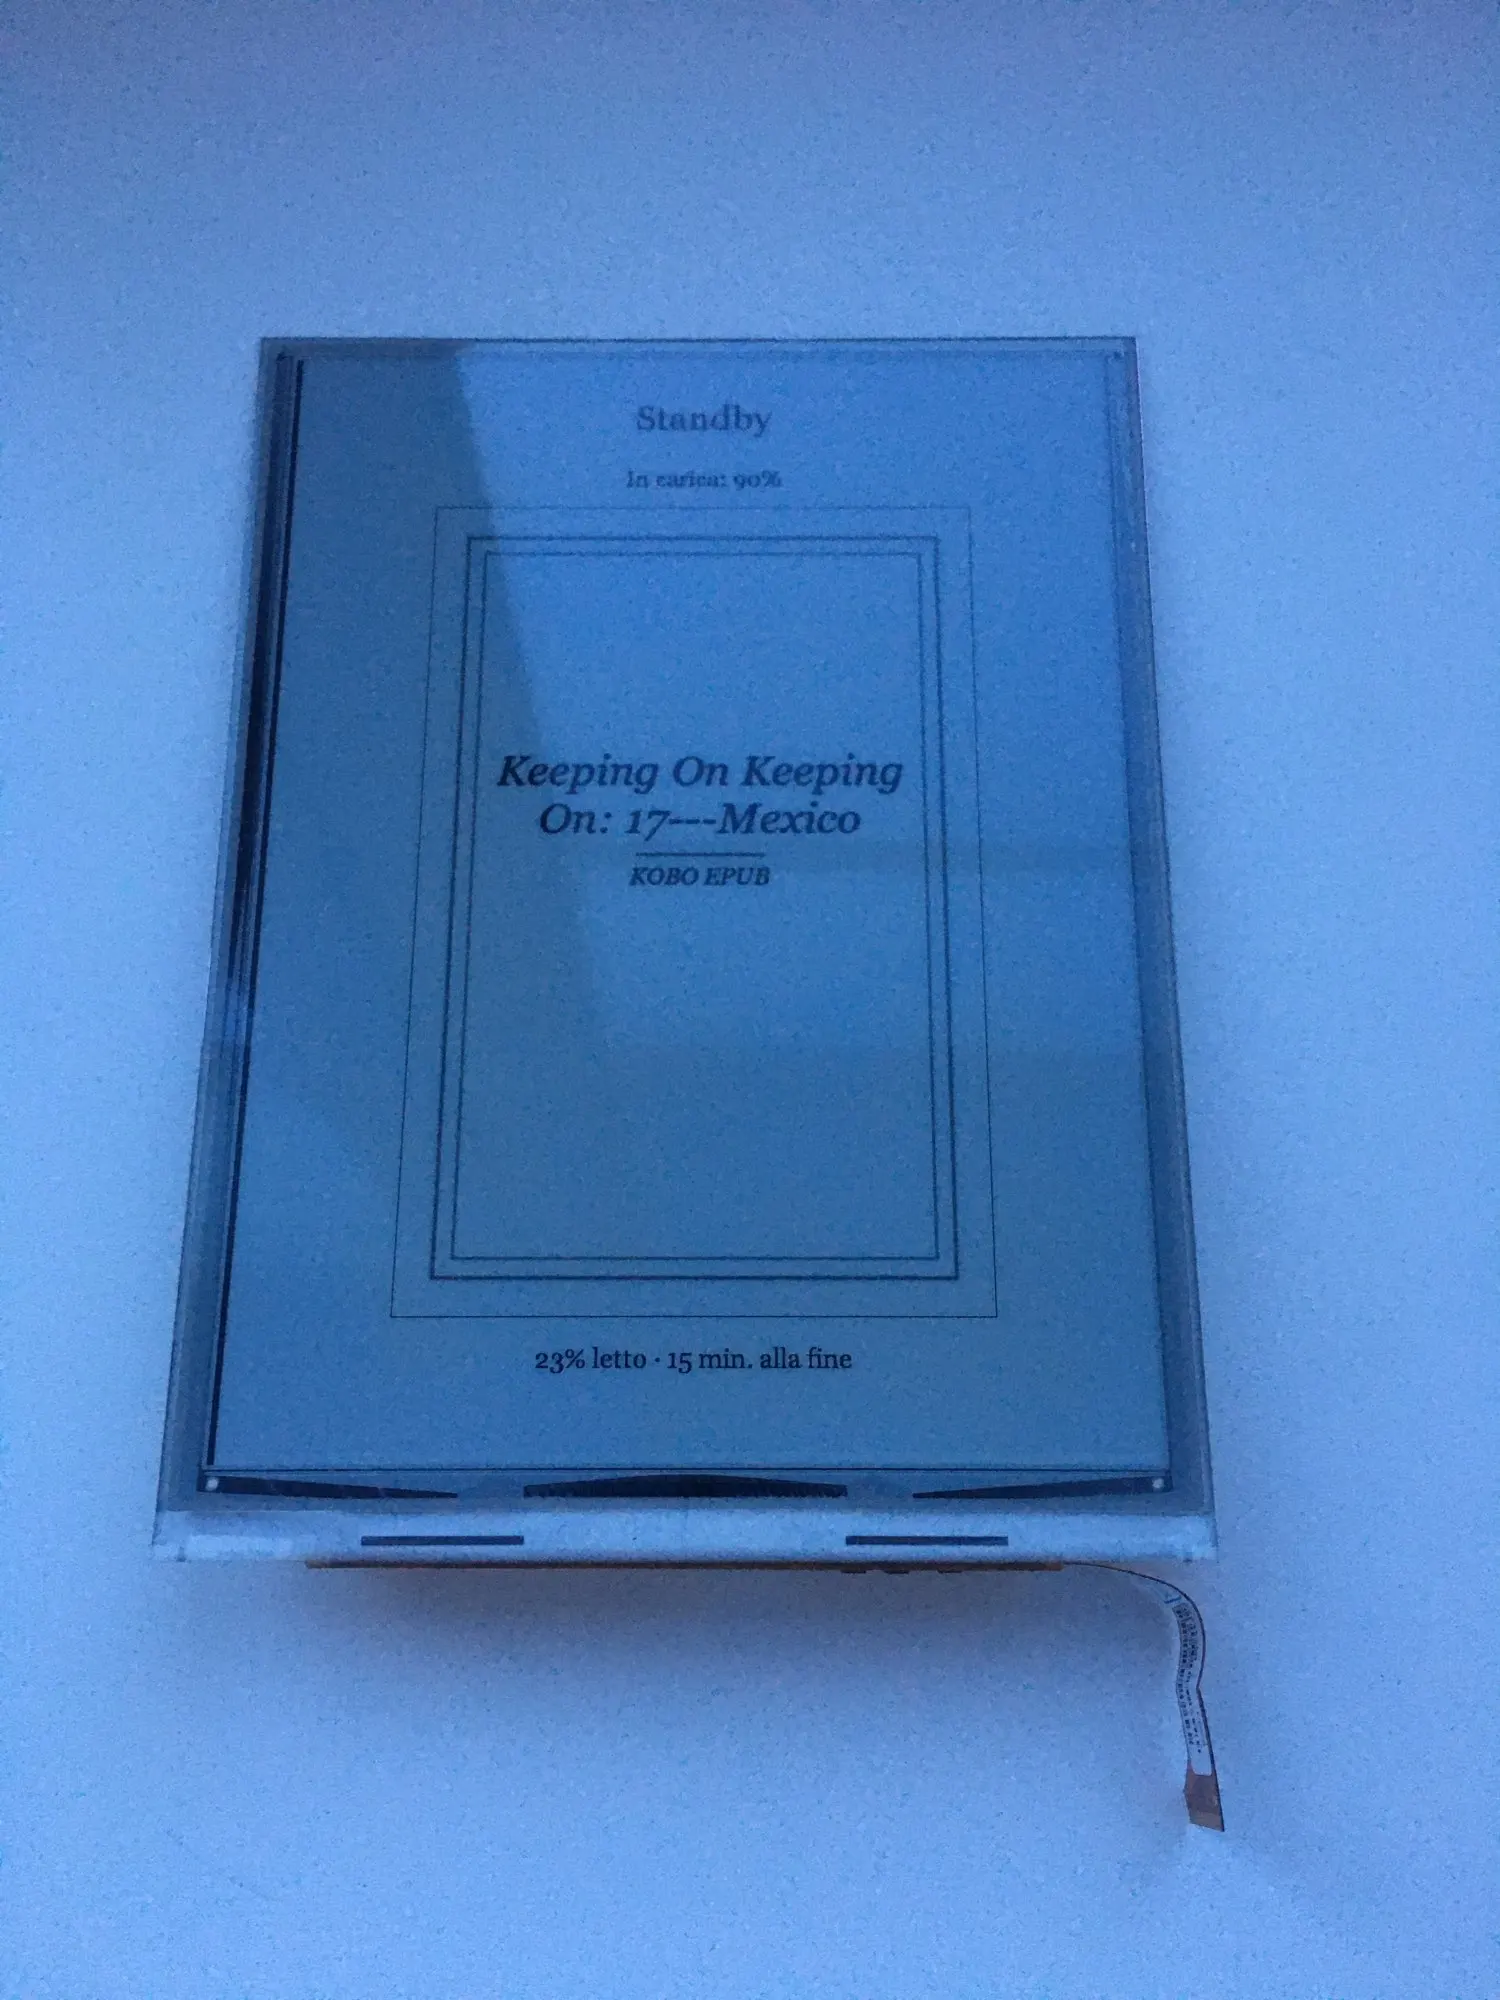 Standby
In carica: 90%
Keeping On Keeping
On: 17---Mexico
KOBO EPUB
23% letto · 15 min. alla fine